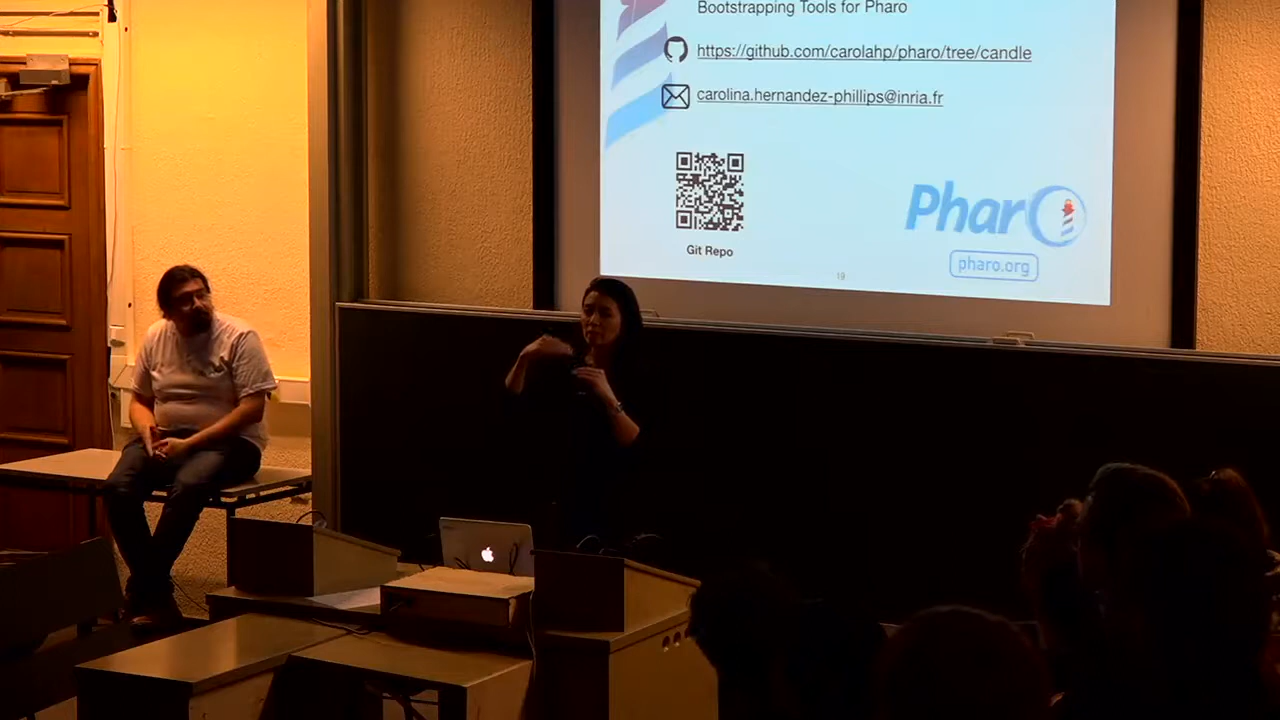 Bootstrapping Tools for Pharo
https://github.com/carolahp/pharo/tree/candle
carolina.hernandez-phillips@inria.fr
Git Repo
Pharo
pharo.org
19